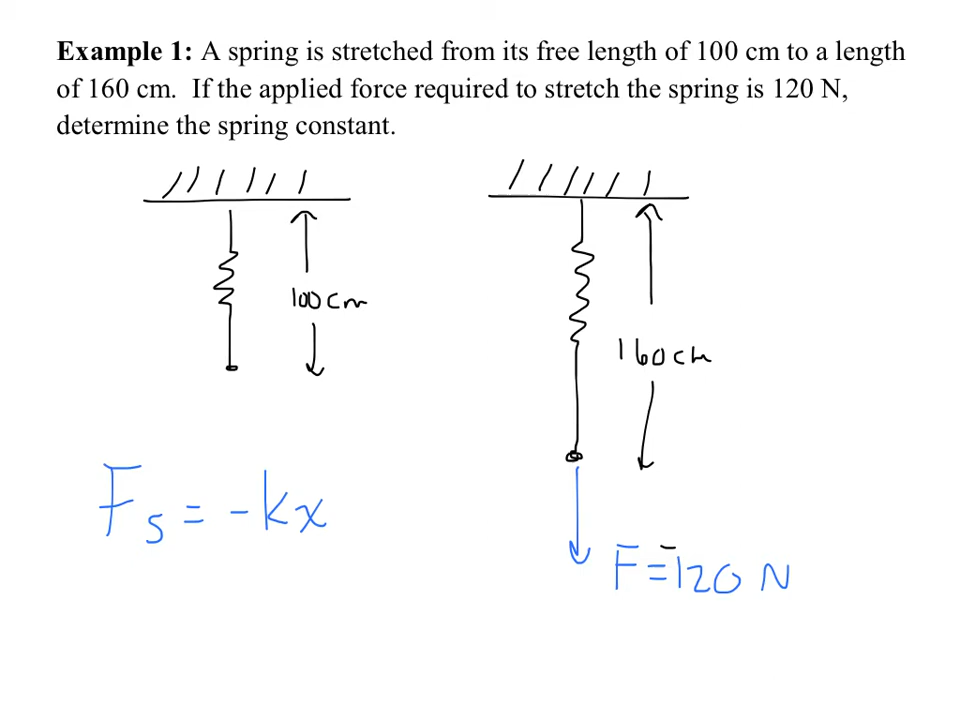 Example 1: A spring is stretched from its free length of 100 cm to a length
of 160 cm. If the applied force required to stretch the spring is 120 N,
determine the spring constant.
100 cm
160 cm
Fs = -kx
F = -120 N